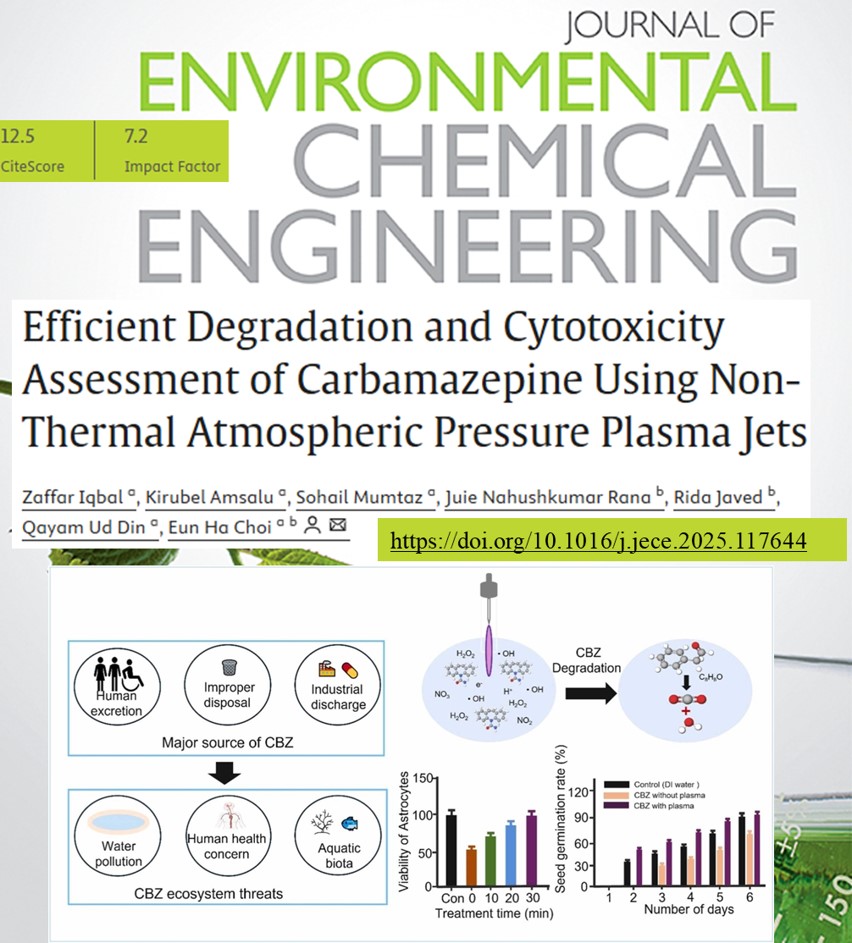 JOURNAL OF
ENVIRONMENTAL
CHEMICAL
ENGINEERING
12.5
CiteScore
7.2
Impact Factor
Efficient Degradation and Cytotoxicity
Assessment of Carbamazepine Using Non-
Thermal Atmospheric Pressure Plasma Jets
Zaffar Iqbal a, Kirubel Amsalu a, Sohail Mumtaz a, Juie Nahushkumar Rana b, Rida Javed b,
Qayam Ud Din a, Eun Ha Choi a b
https://doi.org/10.1016/j.jece.2025.117644
Human
excretion
Improper
disposal
Industrial
discharge
Major source of CBZ
Water
pollution
Human health
concern
Aquatic
biota
CBZ ecosystem threats
H₂O₂
• OH
e⁻
NO₃
• OH
H⁺
• OH
H₂O₂
H₂O₂
NO₂
CBZ
Degradation
+
Viability of Astrocytes
150
100
50
0
Con 0 10 20 30
Treatment time (min)
Seed germination rate (%)
120
90
60
30
0
Control (DI water )
CBZ without plasma
CBZ with plasma
1 2 3 4 5 6
Number of days
±5%
150